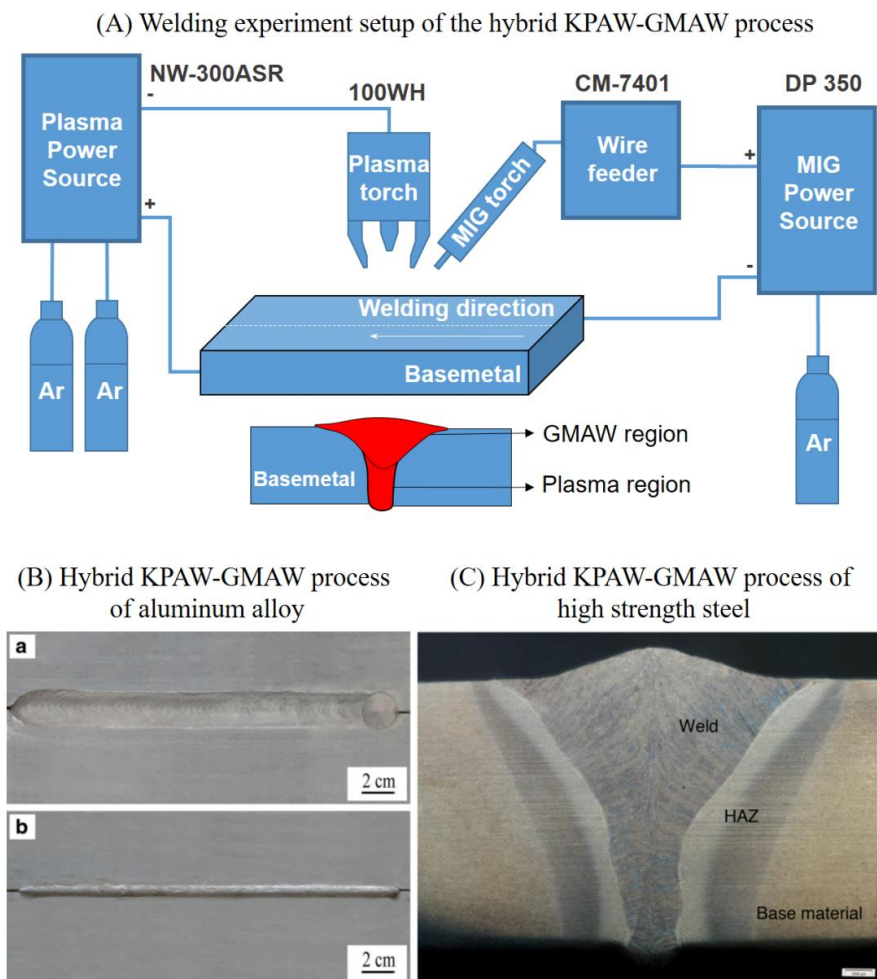 (A) Welding experiment setup of the hybrid KPAW-GMAW process
NW-300ASR
-
100WH
CM-7401
DP 350
Plasma
Power
Source
+
Plasma
torch
MIG torch
Wire
feeder
+
MIG
Power
Source
-
Ar
Ar
Welding direction
Basemetal
Ar
GMAW region
Basemetal
Plasma region
(B) Hybrid KPAW-GMAW process
of aluminum alloy
a
2 cm
b
2 cm
(C) Hybrid KPAW-GMAW process of
high strength steel
Weld
HAZ
Base material